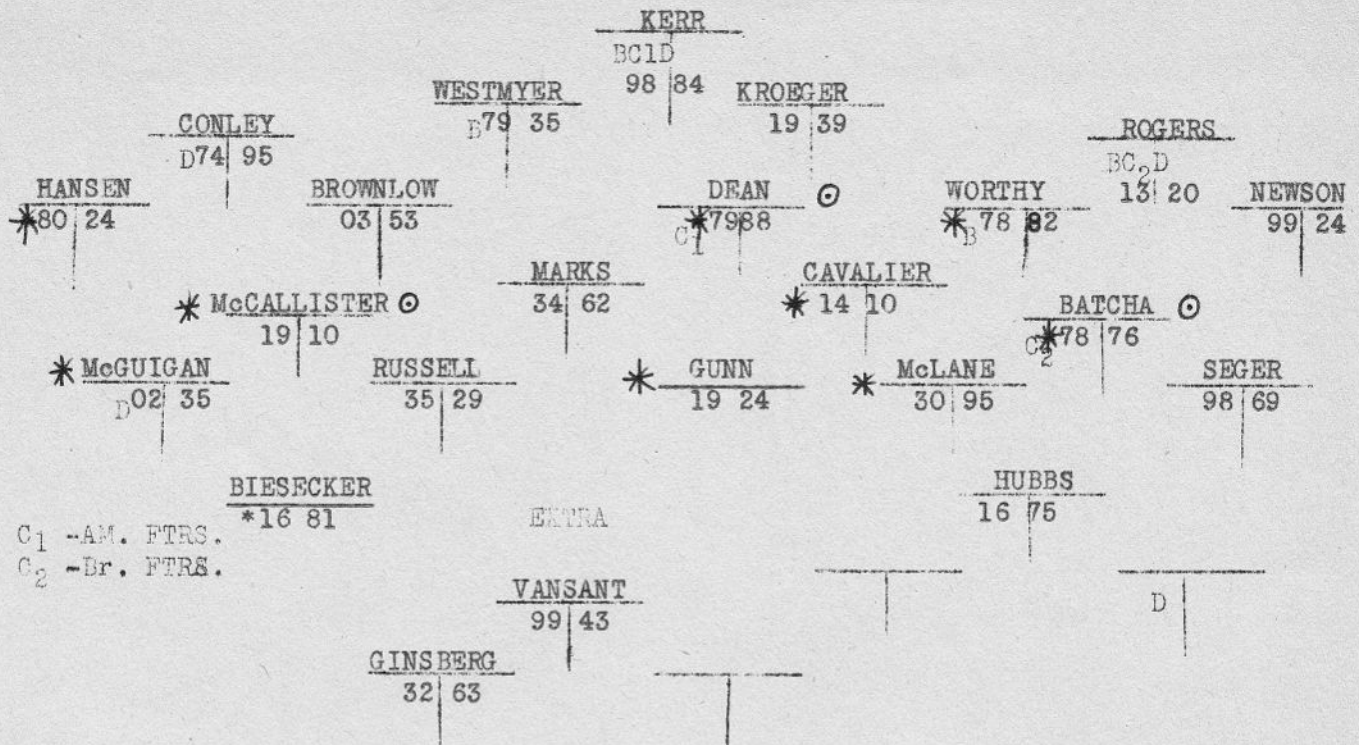 KERR
BC1D
98 84
WESTMYER
B79 35
KROEGER
19 39
CONLEY
D74 95
ROGERS
BC2D
13 20
HANSEN
*80 24
BROWNLOW
03 53
DEAN
*79 88
C1
WORTHY
*B 78 82
NEWSON
99 24
MARKS
34 62
CAVALIER
* 14 10
* McCALLISTER
19 10
BATCHA
*78 76
C2
* McGUIGAN
D02 35
RUSSELL
35 29
* GUNN
19 24
McLANE
* 30 95
SEGER
98 69
BIESECKER
*16 81
EXTRA
HUBBS
16 75
C1 -AM. FTRS.
C2 -Br. FTRS.
VANSANT
99 43
D
GINSBERG
32 63